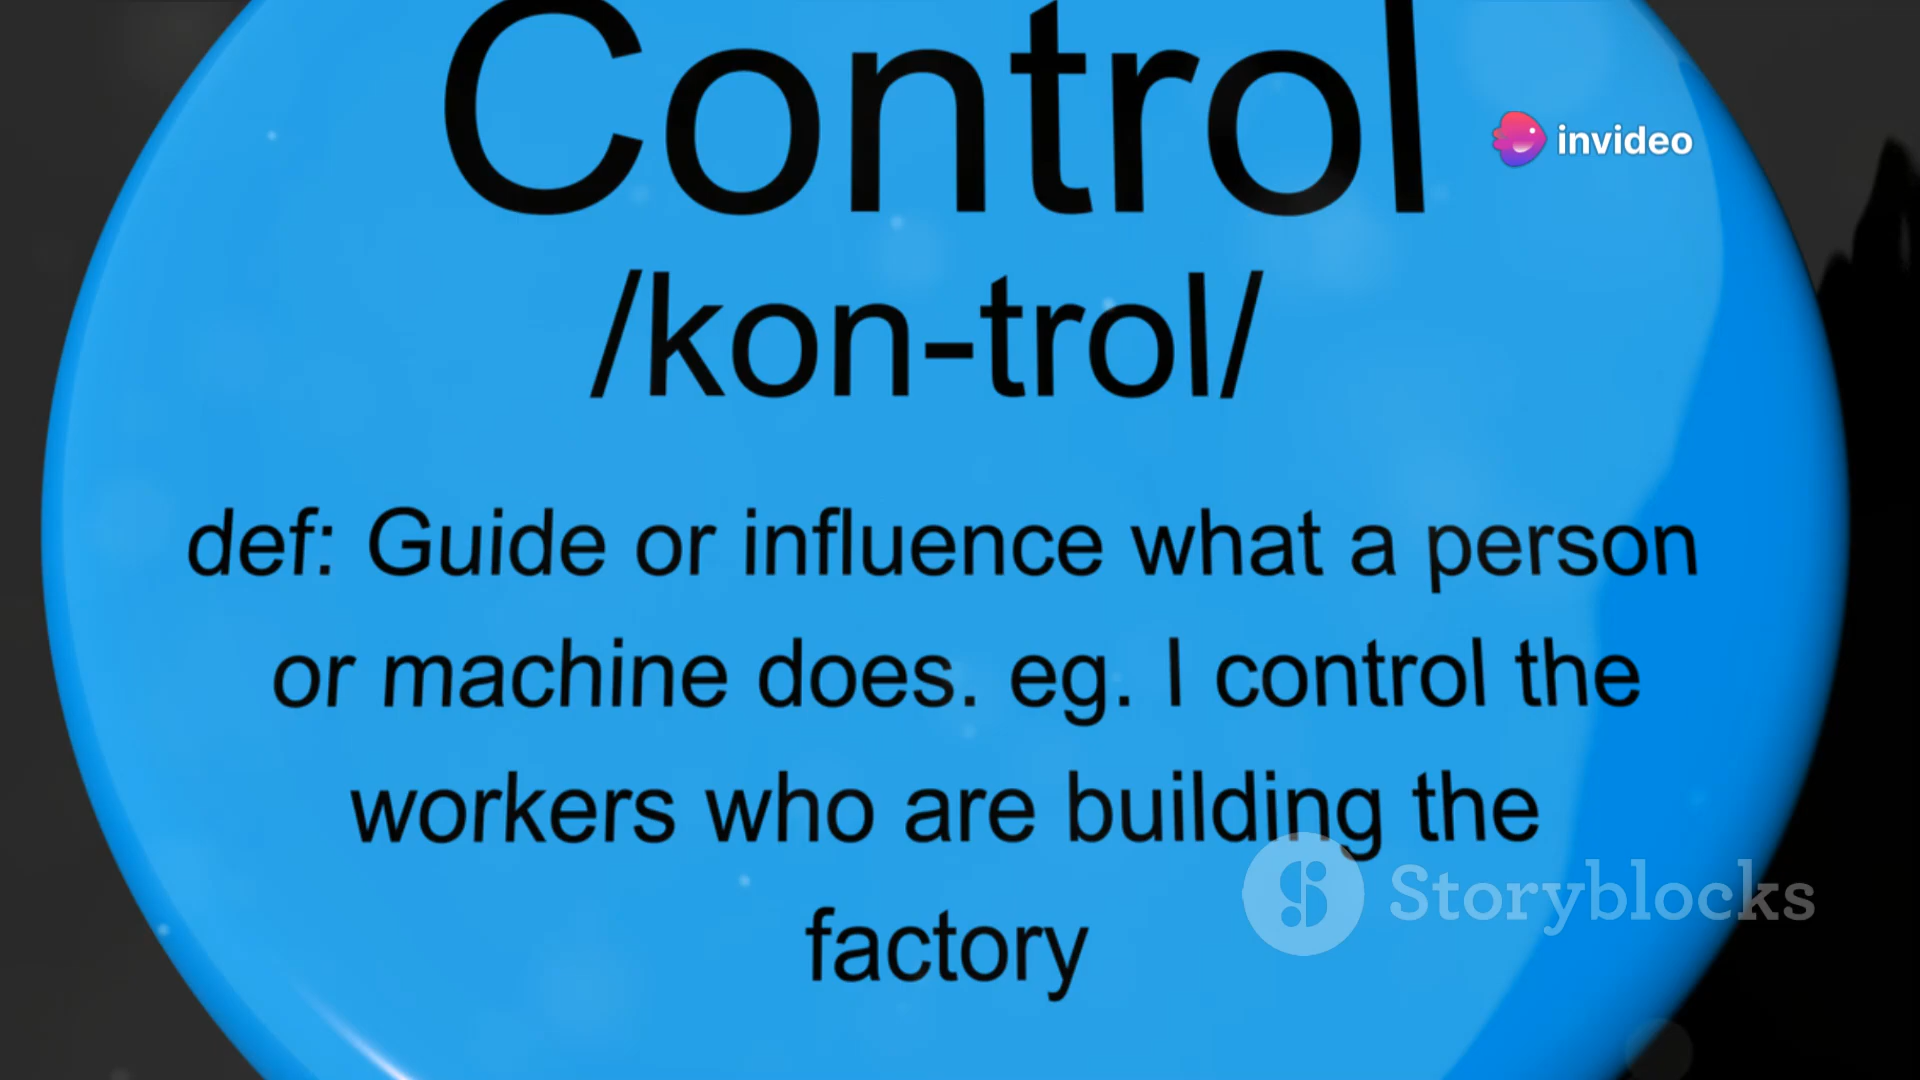 Control
invideo
/kon-trol/
def: Guide or influence what a person
or machine does. eg. I control the
workers who are building the
factory
Storyblocks